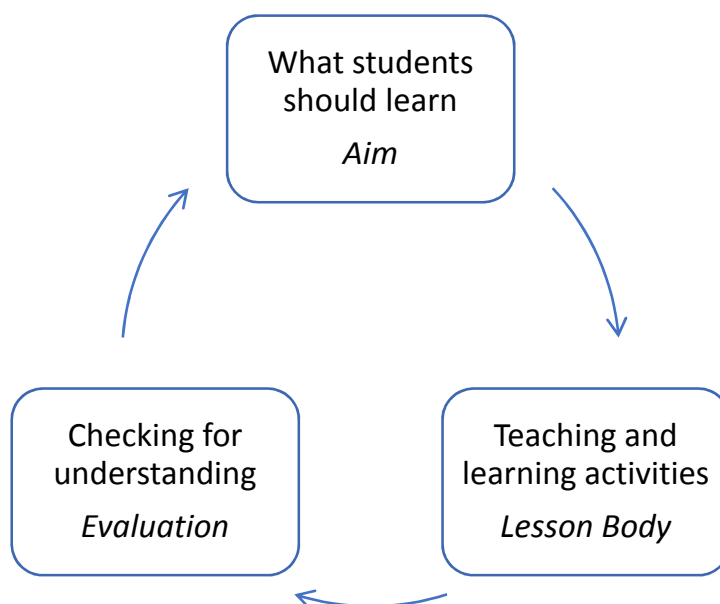 What students
should learn
Aim
Teaching and
learning activities
Lesson Body
Checking for
understanding
Evaluation